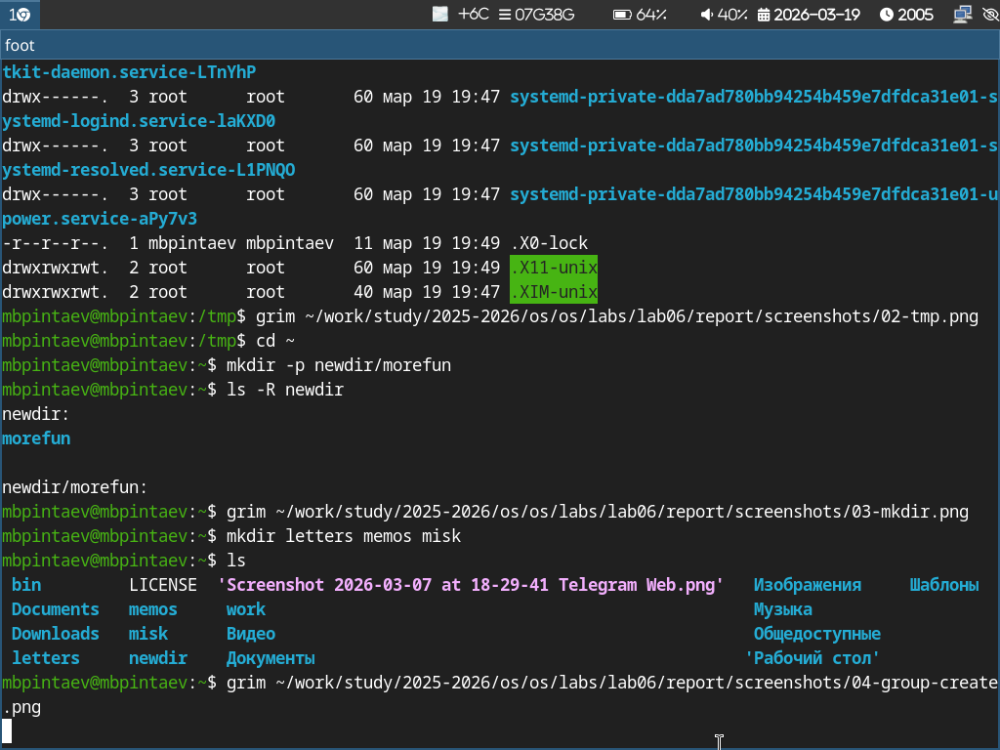 1 +6C 07G38G 64% 40% 2026-03-19 2005
foot
tkit-daemon.service-LTnYhP
drwx------.  3 root      root       60 мар 19 19:47 systemd-private-dda7ad780bb94254b459e7dfdca31e01-s
ystemd-logind.service-laKXD0
drwx------.  3 root      root       60 мар 19 19:47 systemd-private-dda7ad780bb94254b459e7dfdca31e01-s
ystemd-resolved.service-L1PNQO
drwx------.  3 root      root       60 мар 19 19:47 systemd-private-dda7ad780bb94254b459e7dfdca31e01-u
power.service-aPy7v3
-r--r--r--.  1 mbpintaev mbpintaev  11 мар 19 19:49 .X0-lock
drwxrwxrwt.  2 root      root       60 мар 19 19:49 .X11-unix
drwxrwxrwt.  2 root      root       40 мар 19 19:47 .XIM-unix
mbpintaev@mbpintaev:/tmp$ grim ~/work/study/2025-2026/os/os/labs/lab06/report/screenshots/02-tmp.png
mbpintaev@mbpintaev:/tmp$ cd ~
mbpintaev@mbpintaev:~$ mkdir -p newdir/morefun
mbpintaev@mbpintaev:~$ ls -R newdir
newdir:
morefun
newdir/morefun:
mbpintaev@mbpintaev:~$ grim ~/work/study/2025-2026/os/os/labs/lab06/report/screenshots/03-mkdir.png
mbpintaev@mbpintaev:~$ mkdir letters memos misk
mbpintaev@mbpintaev:~$ ls
bin         LICENSE  'Screenshot 2026-03-07 at 18-29-41 Telegram Web.png'   Изображения     Шаблоны
Documents   memos     work                                                  Музыка
Downloads   misk      Видео                                                 Общедоступные
letters     newdir    Документы                                            'Рабочий стол'
mbpintaev@mbpintaev:~$ grim ~/work/study/2025-2026/os/os/labs/lab06/report/screenshots/04-group-create
.png